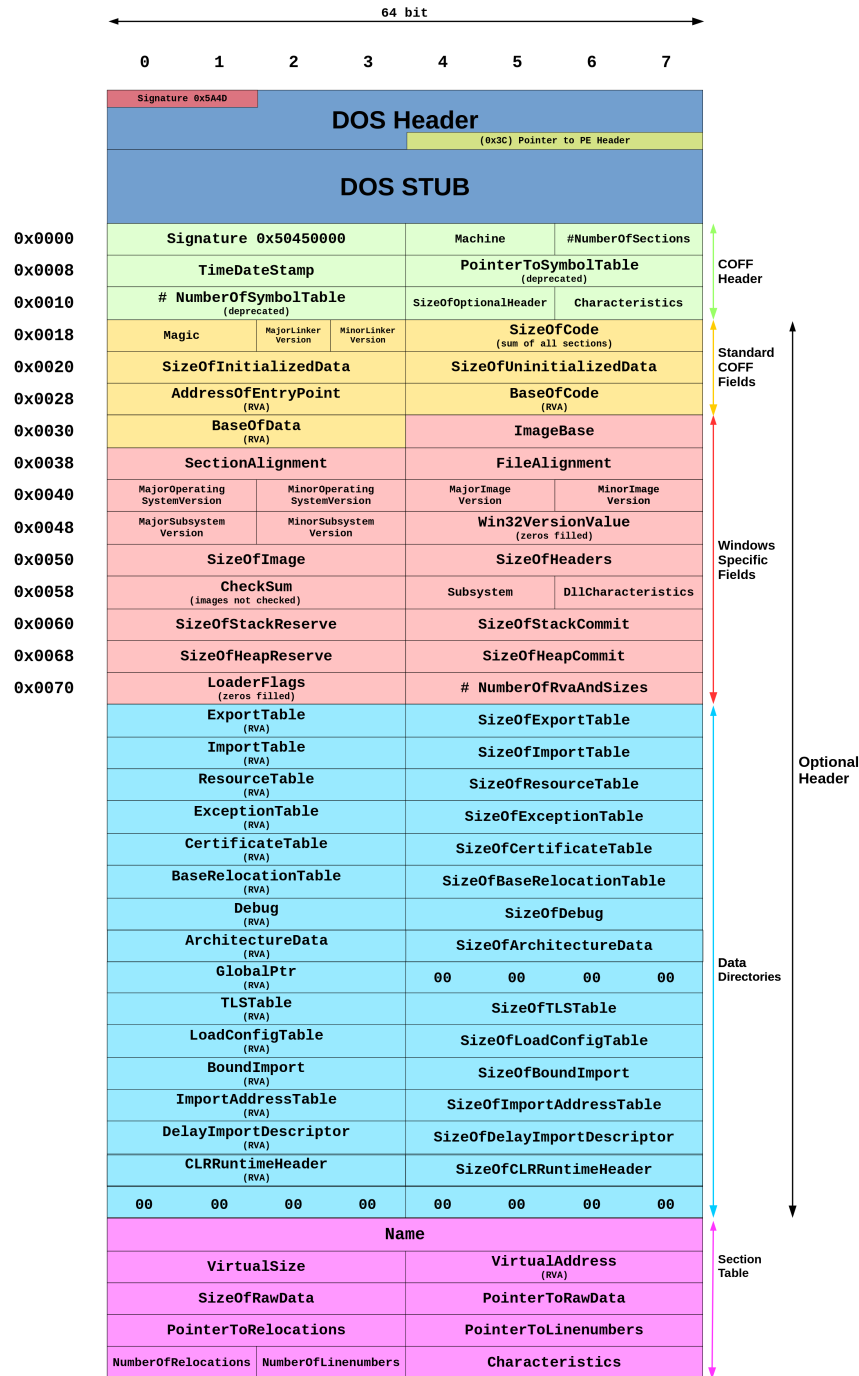 64 bit
0 1 2 3 4 5 6 7
Signature 0x5A4D
DOS Header
(0x3C) Pointer to PE Header
DOS STUB
0x0000 Signature 0x50450000 Machine #NumberOfSections
0x0008 TimeDateStamp PointerToSymbolTable
(deprecated)
COFF
Header
0x0010 # NumberOfSymbolTable SizeOfOptionalHeader Characteristics
(deprecated)
0x0018 Magic MajorLinker
Version MinorLinker
Version SizeOfCode
(sum of all sections)
Standard
COFF
Fields
0x0020 SizeOfInitializedData SizeOfUninitializedData
0x0028 AddressOfEntryPoint BaseOfCode
(RVA) (RVA)
0x0030 BaseOfData ImageBase
(RVA)
0x0038 SectionAlignment FileAlignment
0x0040 MajorOperating
SystemVersion MinorOperating
SystemVersion MajorImage
Version MinorImage
Version
0x0048 MajorSubsystem
Version MinorSubsystem
Version Win32VersionValue
(zeros filled)
Windows
Specific
Fields
0x0050 SizeOfImage SizeOfHeaders
0x0058 CheckSum Subsystem DllCharacteristics
(images not checked)
0x0060 SizeOfStackReserve SizeOfStackCommit
0x0068 SizeOfHeapReserve SizeOfHeapCommit
0x0070 LoaderFlags # NumberOfRvaAndSizes
(zeros filled)
ExportTable SizeOfExportTable
(RVA)
ImportTable SizeOfImportTable
(RVA)
Optional
Header
ResourceTable SizeOfResourceTable
(RVA)
ExceptionTable SizeOfExceptionTable
(RVA)
CertificateTable SizeOfCertificateTable
(RVA)
BaseRelocationTable SizeOfBaseRelocationTable
(RVA)
Debug SizeOfDebug
(RVA)
ArchitectureData SizeOfArchitectureData
(RVA)
Data
Directories
GlobalPtr 00 00 00 00
(RVA)
TLSTable SizeOfTLSTable
(RVA)
LoadConfigTable SizeOfLoadConfigTable
(RVA)
BoundImport SizeOfBoundImport
(RVA)
ImportAddressTable SizeOfImportAddressTable
(RVA)
DelayImportDescriptor SizeOfDelayImportDescriptor
(RVA)
CLRRuntimeHeader SizeOfCLRRuntimeHeader
(RVA)
00 00 00 00 00 00 00 00
Name
VirtualSize VirtualAddress
(RVA)
Section
Table
SizeOfRawData PointerToRawData
PointerToRelocations PointerToLinenumbers
NumberOfRelocations NumberOfLinenumbers Characteristics